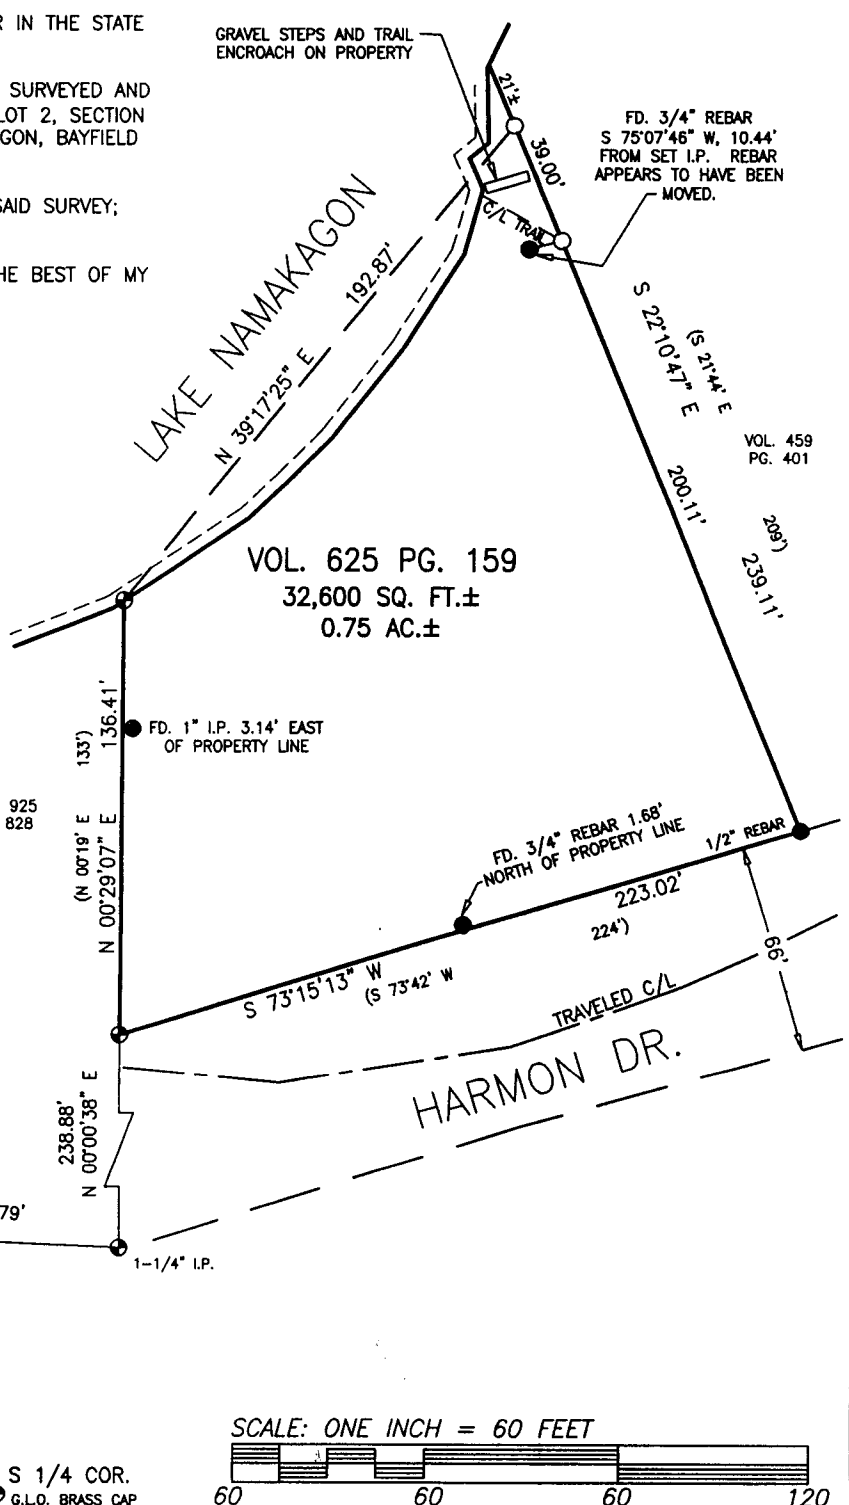 R IN THE STATE
SURVEYED AND
LOT 2, SECTION
GON, BAYFIELD
SAID SURVEY;
HE BEST OF MY
GRAVEL STEPS AND TRAIL
ENCROACH ON PROPERTY
21'±
39.00'
FD. 3/4" REBAR
S 75°07'46" W, 10.44'
FROM SET I.P. REBAR
APPEARS TO HAVE BEEN
MOVED.
C/L TRAIL
LAKE NAMAKAGON
192.87'
N 39°17'25" E
S 22°10'47" E
(S 21°44' E
VOL. 459
PG. 401
200.11'
209')
239.11'
VOL. 625 PG. 159
32,600 SQ. FT.±
0.75 AC.±
136.41'
133')
FD. 1" I.P. 3.14' EAST
OF PROPERTY LINE
925
828
(N 00°19' E
N 00°29'07" E
FD. 3/4" REBAR 1.68'
NORTH OF PROPERTY LINE
1/2" REBAR
223.02'
224')
S 73°15'13" W
(S 73°42' W
66'
TRAVELED C/L
HARMON DR.
238.88'
N 00°00'38" E
79'
1-1/4" I.P.
SCALE: ONE INCH = 60 FEET
60 60 120
S 1/4 COR.
G.L.O. BRASS CAP